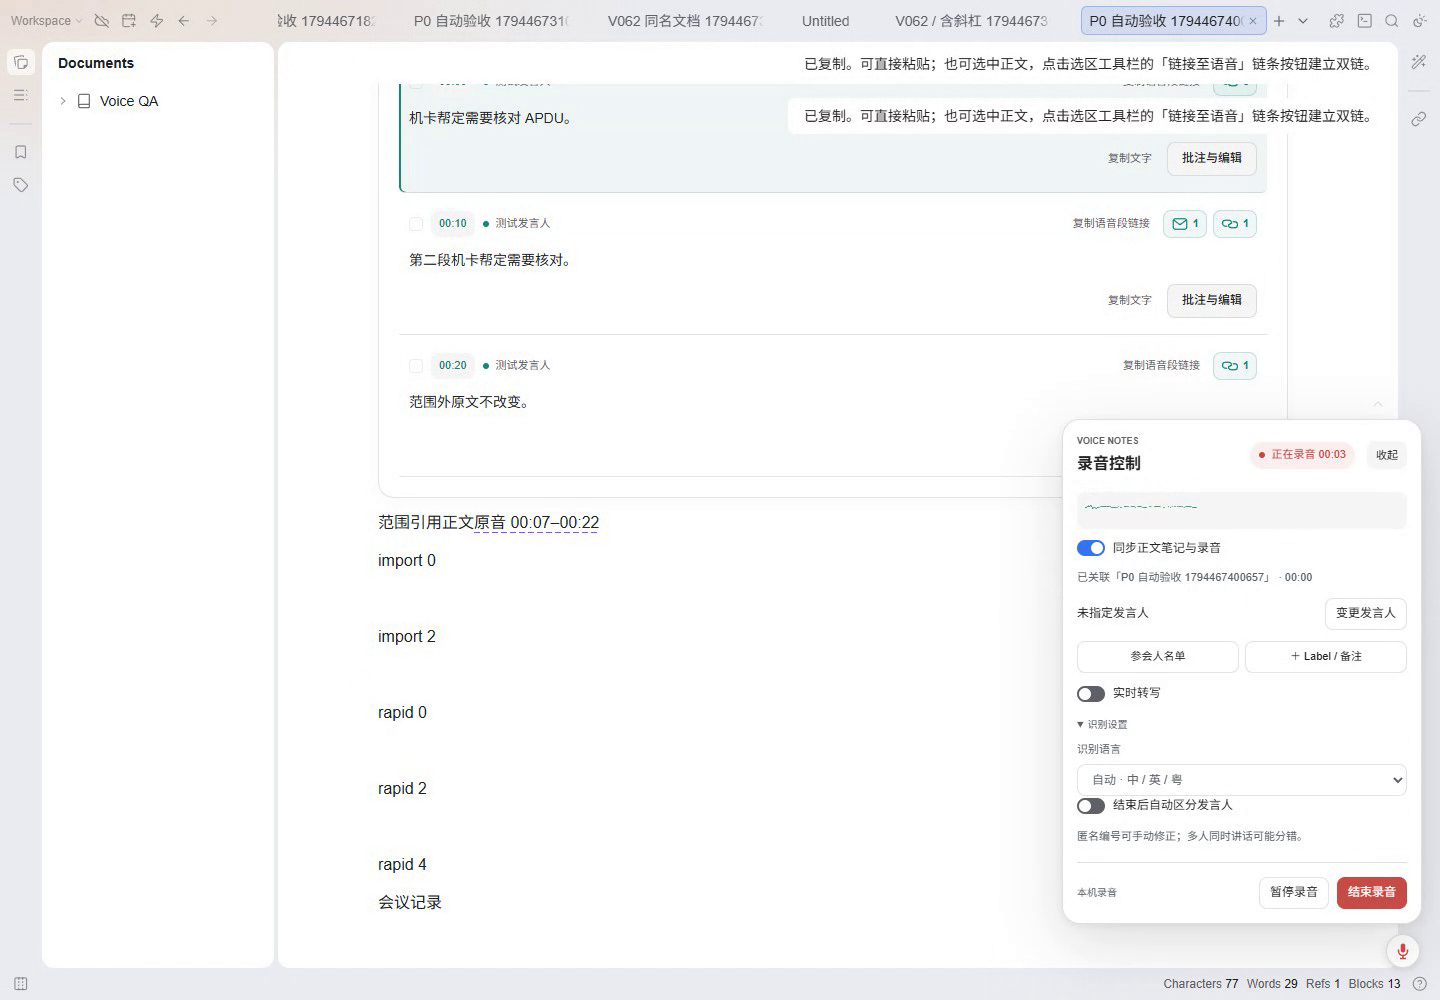 Workspace
P0 自动验收
V062 同名文档
Untitled
V062 / 含斜杠
P0 自动验收
Documents
Voice QA
已复制。可直接粘贴；也可选中正文，点击选区工具栏的「链接至语音」链条按钮建立双链。
机卡帮定需要核对 APDU。
已复制。可直接粘贴；也可选中正文，点击选区工具栏的「链接至语音」链条按钮建立双链。
复制文字 批注与编辑
00:10 测试发言人 复制语音段链接 1 1
第二段机卡帮定需要核对。
复制文字 批注与编辑
00:20 测试发言人 复制语音段链接 1
范围外原文不改变。
范围引用正文原音 00:07–00:22
import 0
import 2
rapid 0
rapid 2
rapid 4
会议记录
VOICE NOTES
录音控制
正在录音 00:03 收起
同步正文笔记与录音
已关联「P0 自动验收 1794467400657」 · 00:00
未指定发言人 变更发言人
参会人名单 + Label / 备注
实时转写
▼ 识别设置
识别语言
自动 · 中 / 英 / 粤
结束后自动区分发言人
匿名编号可手动修正；多人同时讲话可能分错。
本机录音 暂停录音 结束录音
Characters 77 Words 29 Refs 1 Blocks 13